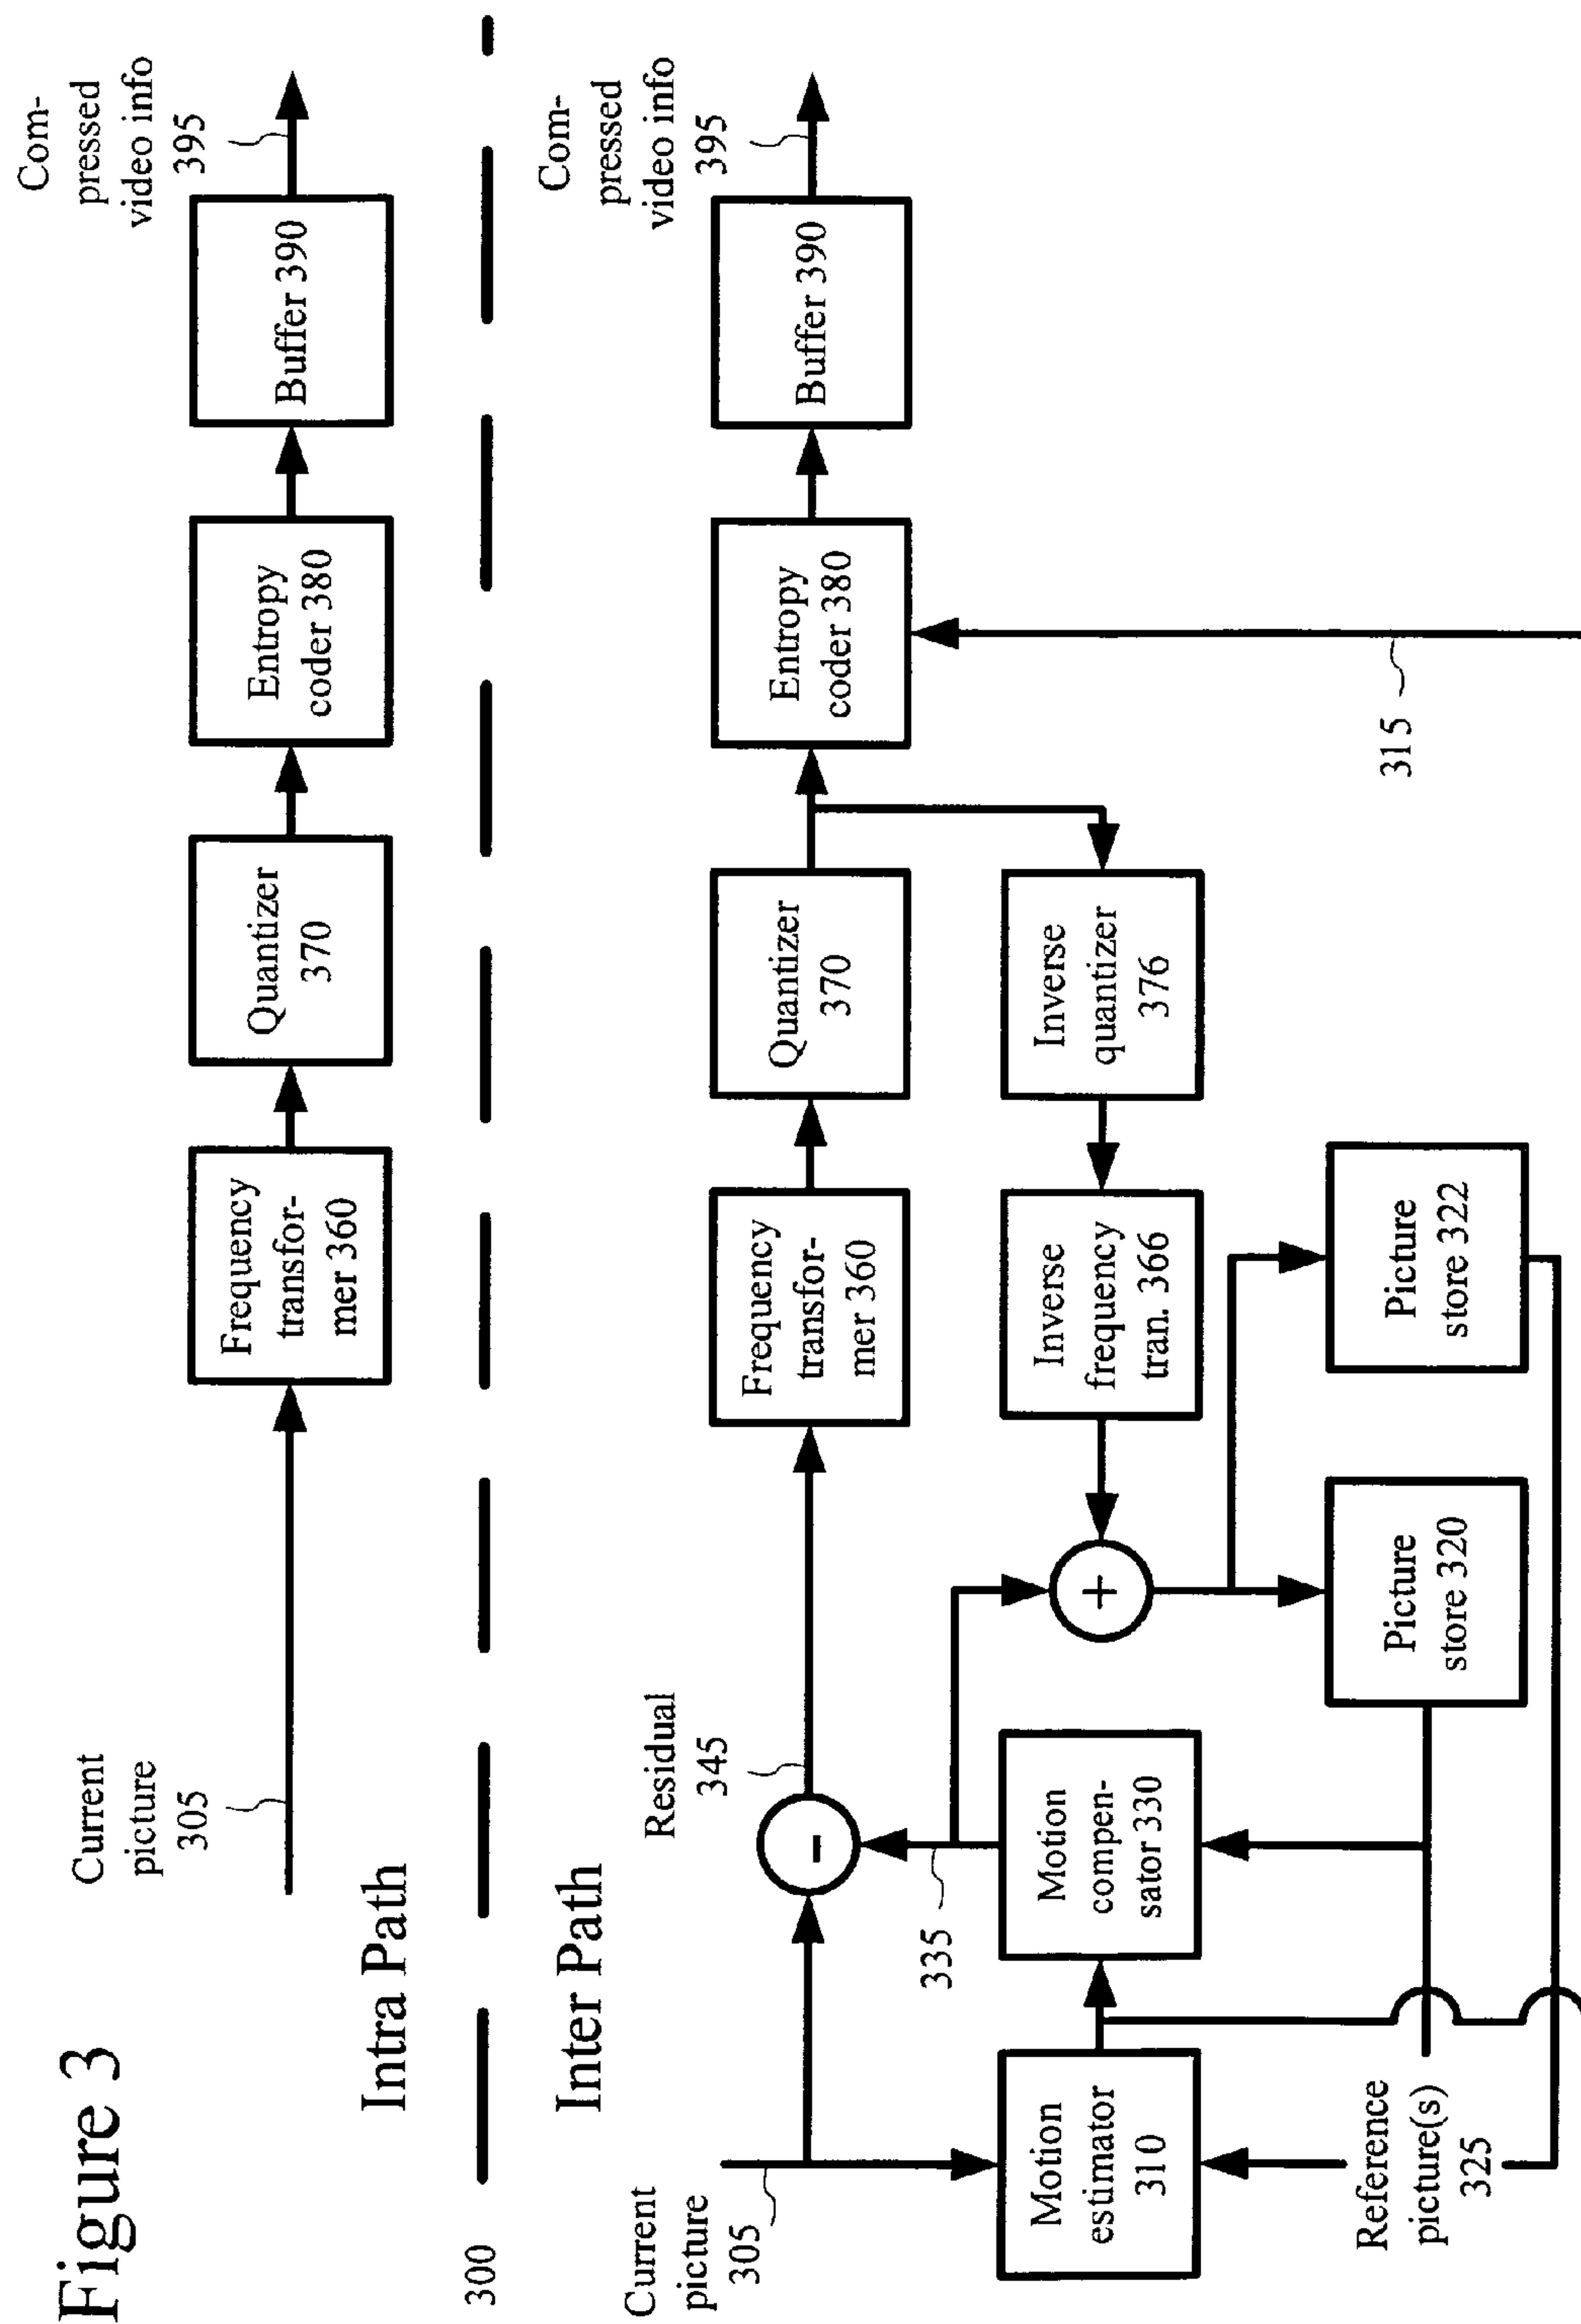 Figure 3
Current
picture
305
Frequency
transfor-
mer 360
Quantizer
370
Entropy
coder 380
Buffer 390
Com-
pressed
video info
395
Intra Path
300
Inter Path
Current
picture
305
Residual
345
Frequency
transfor-
mer 360
Quantizer
370
Entropy
coder 380
Buffer 390
Com-
pressed
video info
395
-
335
Motion
estimator
310
Motion
compen-
sator 330
+
Inverse
frequency
tran. 366
Inverse
quantizer
376
Reference
picture(s)
325
Picture
store 320
Picture
store 322
315